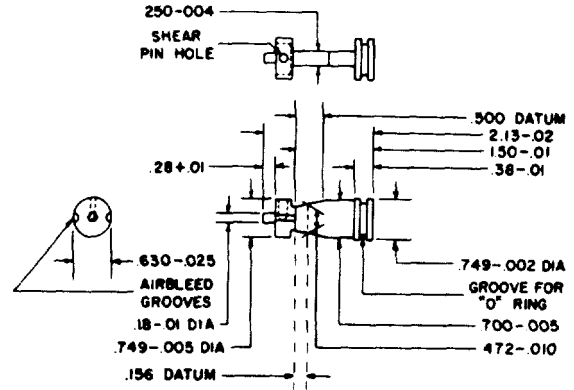 250-.004
SHEAR
PIN HOLE
.500 DATUM
2.13-.02
1.50-.01
.28+.01
.38-.01
.630-.025
.749-.002 DIA
AIRBLEED
GROOVES
GROOVE FOR
"O" RING
.18-.01 DIA
.700-.005
.749-.005 DIA
.472-.010
.156 DATUM